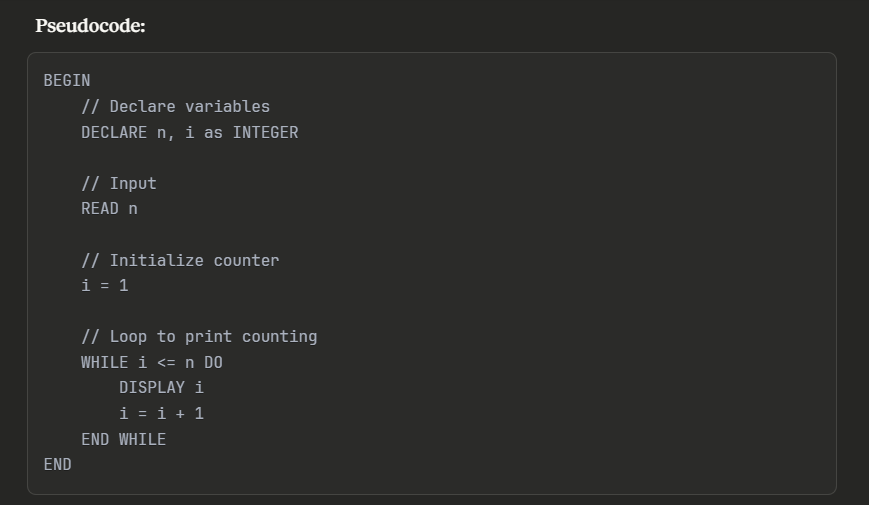 Pseudocode:
BEGIN
    // Declare variables
    DECLARE n, i as INTEGER

    // Input
    READ n

    // Initialize counter
    i = 1

    // Loop to print counting
    WHILE i <= n DO
        DISPLAY i
        i = i + 1
    END WHILE
END